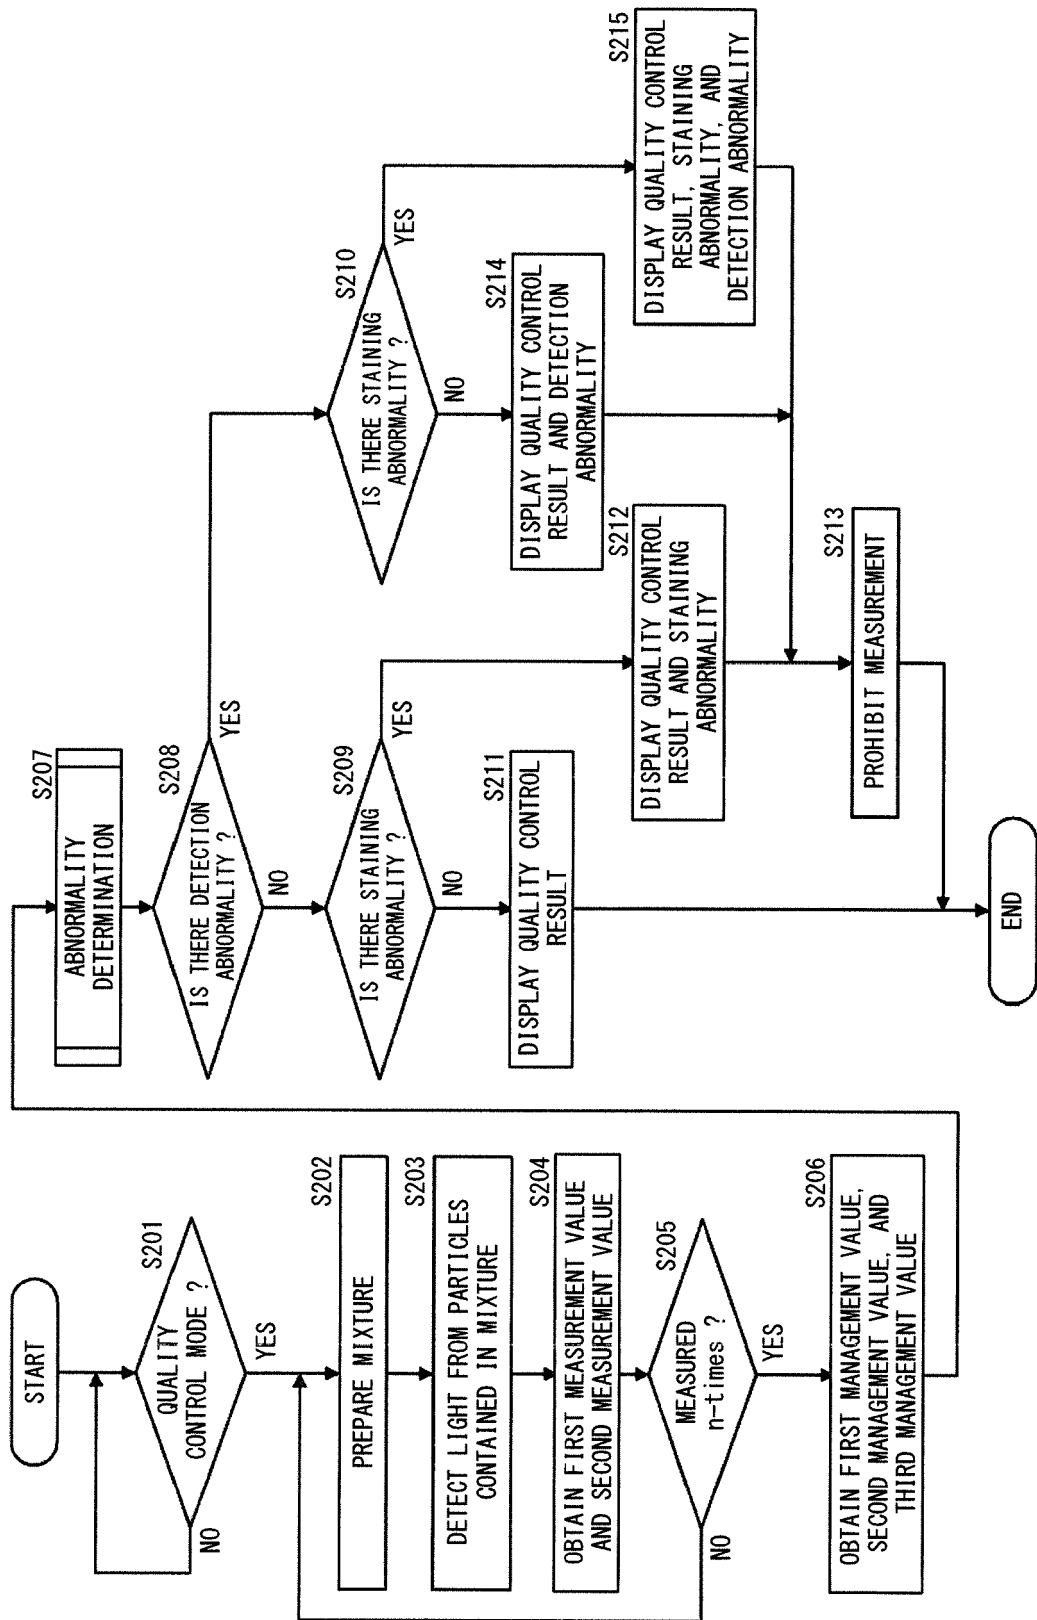 START
S201
QUALITY
CONTROL MODE ?
NO
YES
S202
PREPARE MIXTURE
S203
DETECT LIGHT FROM PARTICLES
CONTAINED IN MIXTURE
S204
OBTAIN FIRST MEASUREMENT VALUE
AND SECOND MEASUREMENT VALUE
S205
MEASURED
n-times ?
NO
YES
S206
OBTAIN FIRST MANAGEMENT VALUE,
SECOND MANAGEMENT VALUE, AND
THIRD MANAGEMENT VALUE
S207
ABNORMALITY
DETERMINATION
S208
IS THERE DETECTION
ABNORMALITY ?
YES
NO
S209
IS THERE STAINING
ABNORMALITY ?
YES
NO
S210
IS THERE STAINING
ABNORMALITY ?
YES
NO
S211
DISPLAY QUALITY CONTROL
RESULT
S212
DISPLAY QUALITY CONTROL
RESULT AND STAINING
ABNORMALITY
S214
DISPLAY QUALITY CONTROL
RESULT AND DETECTION
ABNORMALITY
S215
DISPLAY QUALITY CONTROL
RESULT, STAINING
ABNORMALITY, AND
DETECTION ABNORMALITY
S213
PROHIBIT MEASUREMENT
END